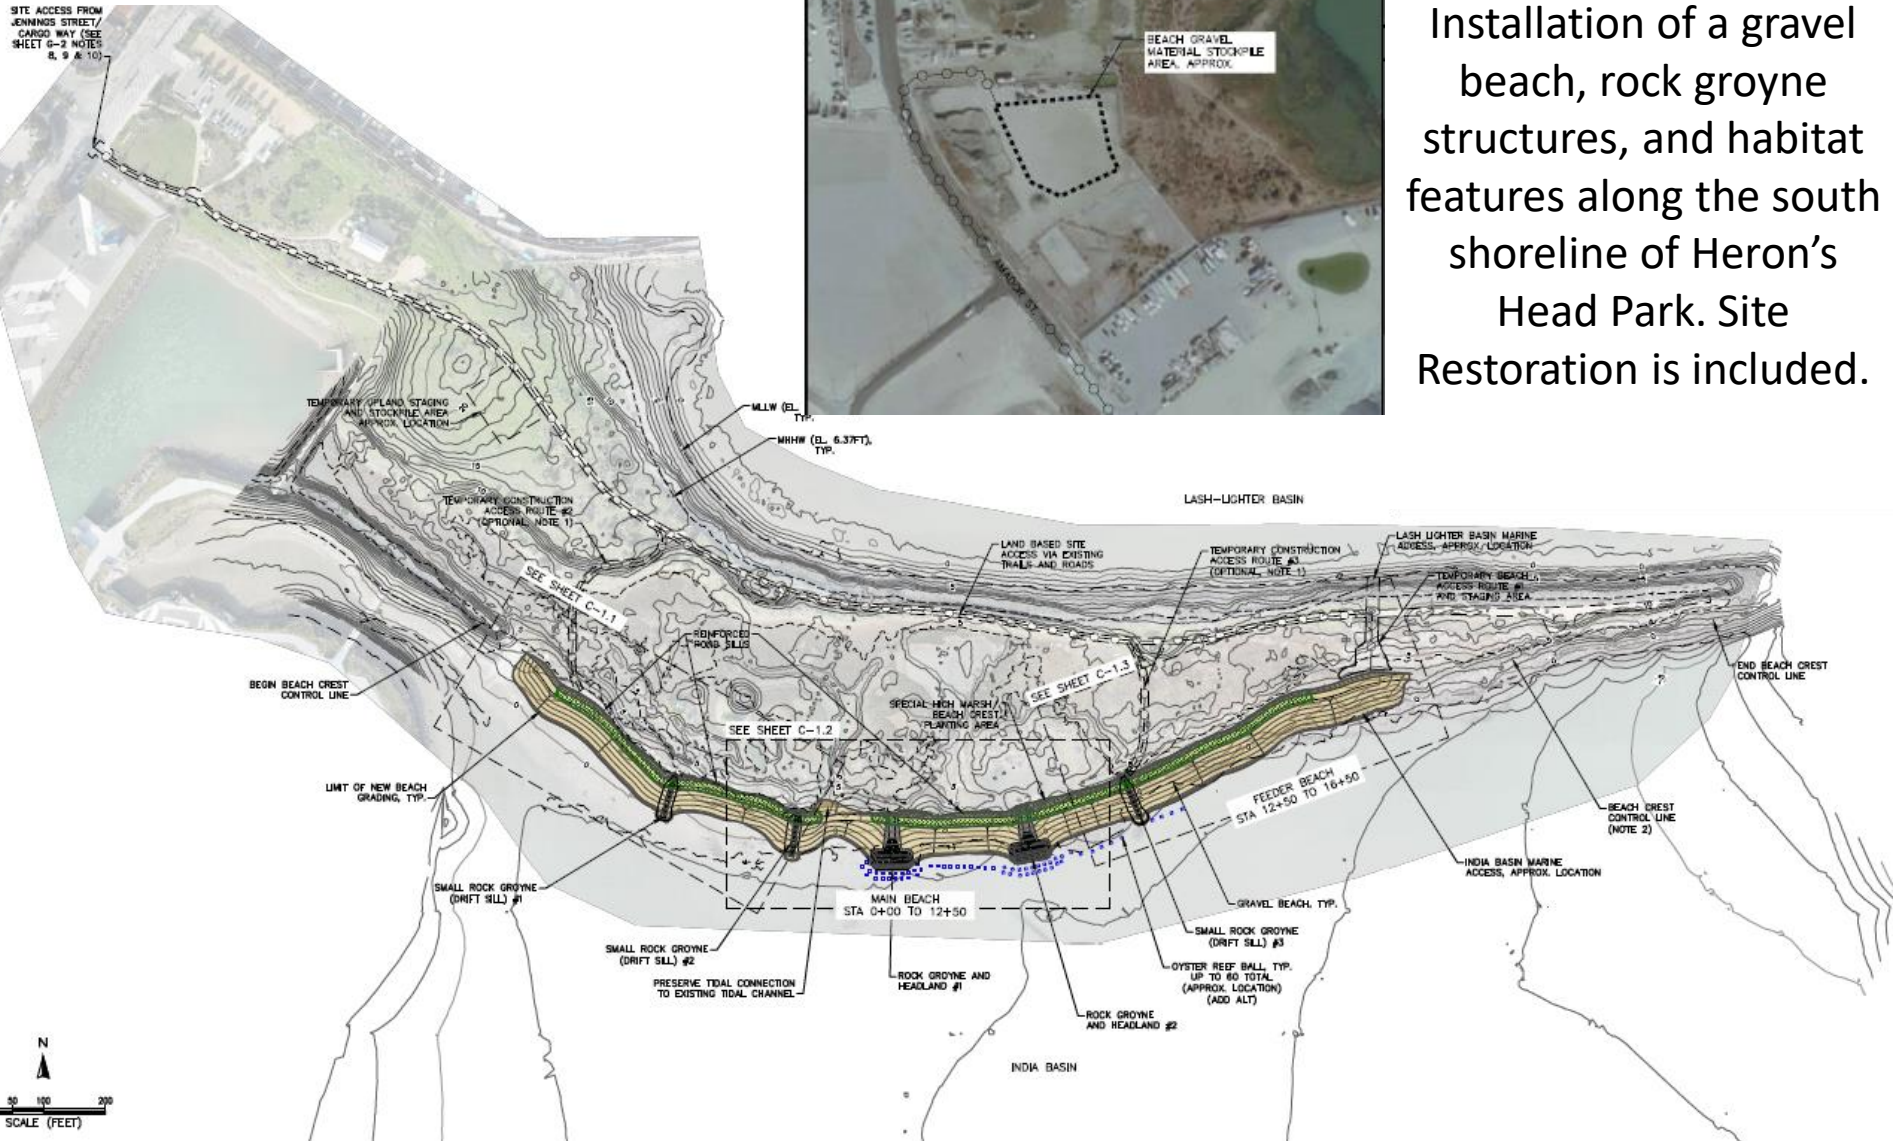 SITE ACCESS FROM
JENNINGS STREET/
CARGO WAY (SEE
SHEET G-2 NOTES
8, 9 & 10)
BEACH GRAVEL
MATERIAL STOCKPILE
AREA, APPROX.
AMADOR ST.
Installation of a gravel
beach, rock groyne
structures, and habitat
features along the south
shoreline of Heron's
Head Park. Site
Restoration is included.
TEMPORARY UPLAND STAGING
AND STOCKPILE AREA
APPROX. LOCATION
MLLW (EL.
TYP.
MHHW (EL. 6.37FT),
TYP.
TEMPORARY CONSTRUCTION
ACCESS ROUTE #2
(OPTIONAL, NOTE 1)
LASH-LIGHTER BASIN
LAND BASED SITE
ACCESS VIA EXISTING
TRAILS AND ROADS
TEMPORARY CONSTRUCTION
ACCESS ROUTE #3
(OPTIONAL, NOTE 1)
LASH LIGHTER BASIN MARINE
ACCESS, APPROX. LOCATION
TEMPORARY BEACH
ACCESS ROUTE
AND STAGING AREA
SEE SHEET C-1.1
REINFORCED
POND SILLS
BEGIN BEACH CREST
CONTROL LINE
SEE SHEET C-1.2
SPECIAL HIGH MARSH/
BEACH CREST
PLANTING AREA
SEE SHEET C-1.3
END BEACH CREST
CONTROL LINE
LIMIT OF NEW BEACH
GRADING, TYP.
FEEDER BEACH
STA 12+50 TO 16+50
BEACH CREST
CONTROL LINE
(NOTE 2)
INDIA BASIN MARINE
ACCESS, APPROX. LOCATION
SMALL ROCK GROYNE
(DRIFT SILL) #1
MAIN BEACH
STA 0+00 TO 12+50
GRAVEL BEACH, TYP.
SMALL ROCK GROYNE
(DRIFT SILL) #2
SMALL ROCK GROYNE
(DRIFT SILL) #3
PRESERVE TIDAL CONNECTION
TO EXISTING TIDAL CHANNEL
ROCK GROYNE AND
HEADLAND #1
OYSTER REEF BALL, TYP.
UP TO 60 TOTAL
(APPROX. LOCATION)
(ADD ALT)
ROCK GROYNE
AND HEADLAND #2
INDIA BASIN
N
50 100 200
SCALE (FEET)